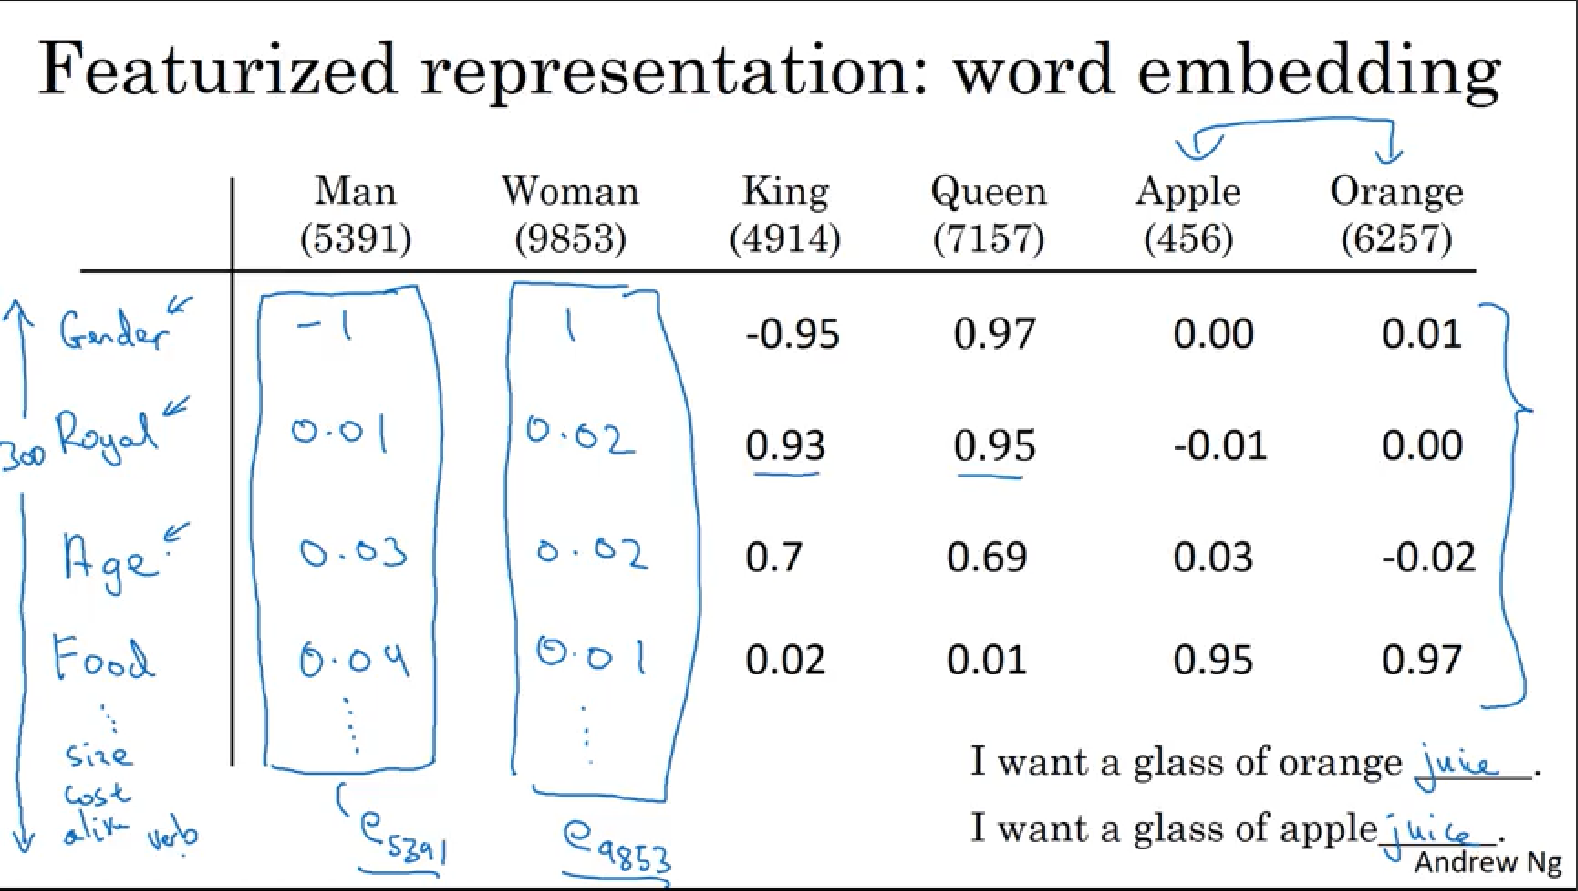 Featurized representation: word embedding
Man Woman King Queen Apple Orange
(5391) (9853) (4914) (7157) (456) (6257)
Gender -1 1 -0.95 0.97 0.00 0.01
300 Royal 0.01 0.02 0.93 0.95 -0.01 0.00
Age 0.03 0.02 0.7 0.69 0.03 -0.02
Food 0.04 0.01 0.02 0.01 0.95 0.97
size
cost
alive verb
e5391 e9853
I want a glass of orange juice.
I want a glass of apple juice.
Andrew Ng